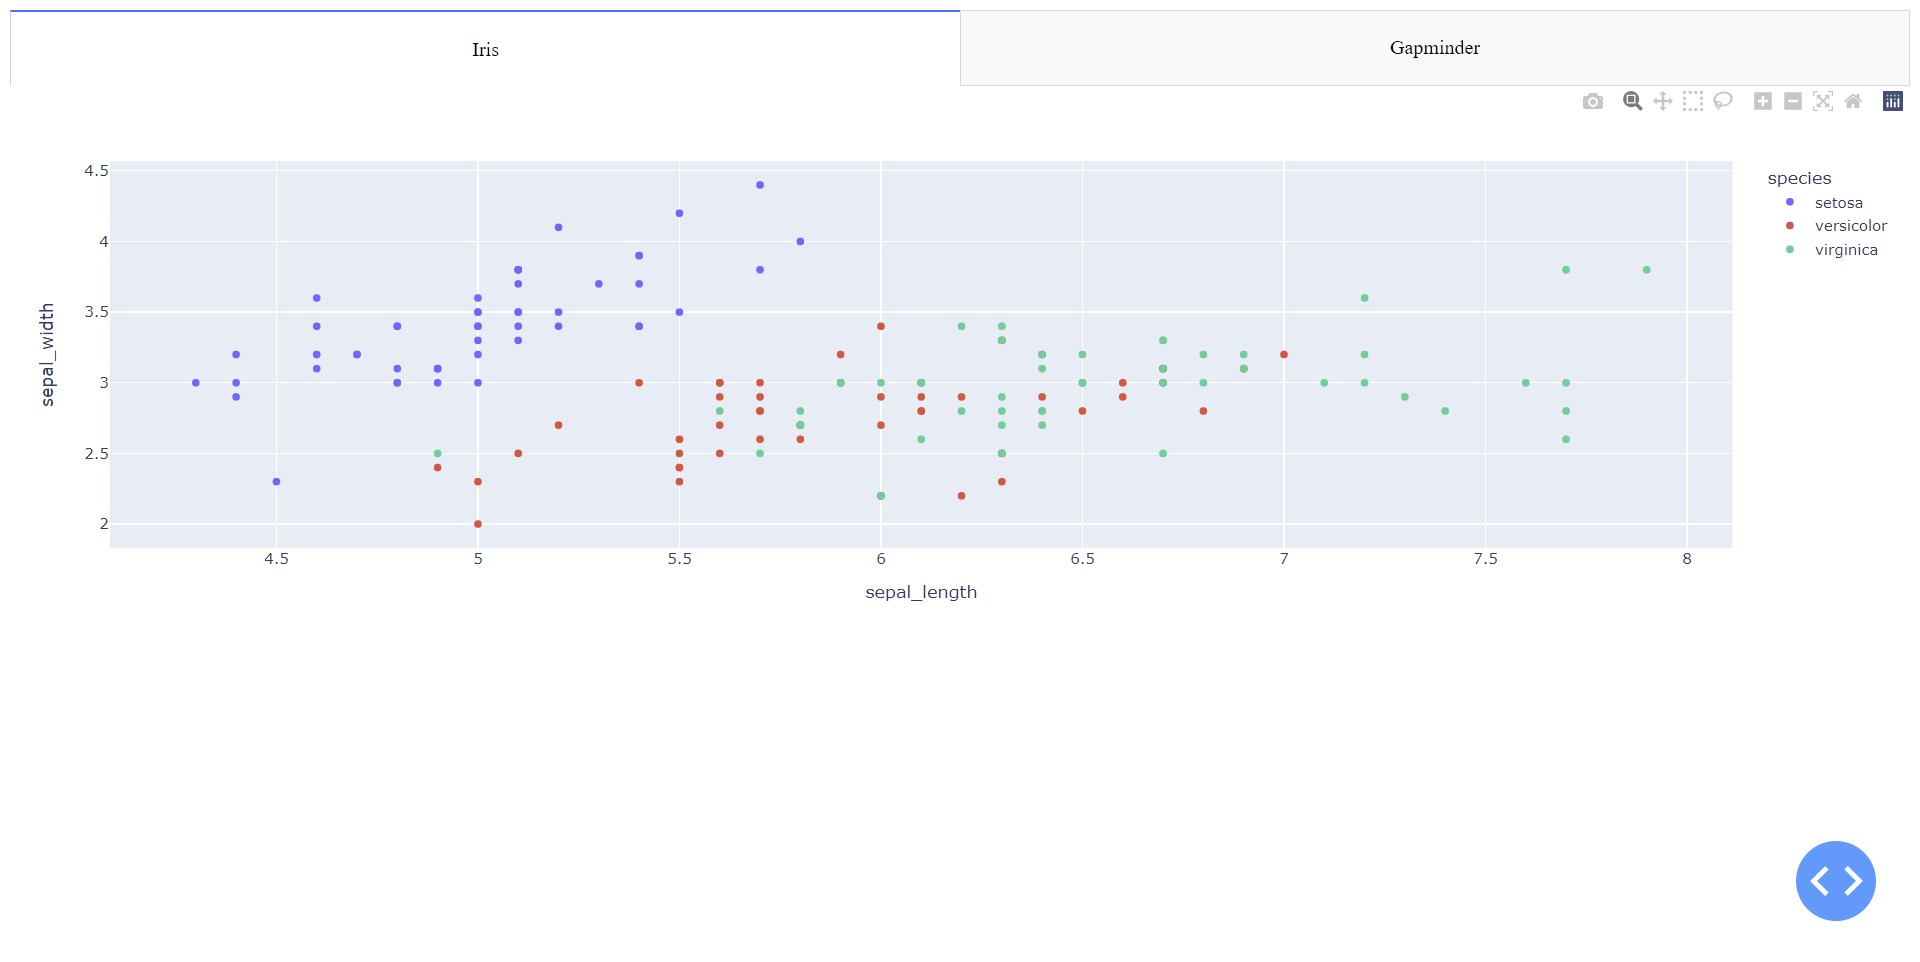 Iris
Gapminder
4.5
4
3.5
3
2.5
2
sepal_width
4.5 5 5.5 6 6.5 7 7.5 8
sepal_length
species
setosa
versicolor
virginica